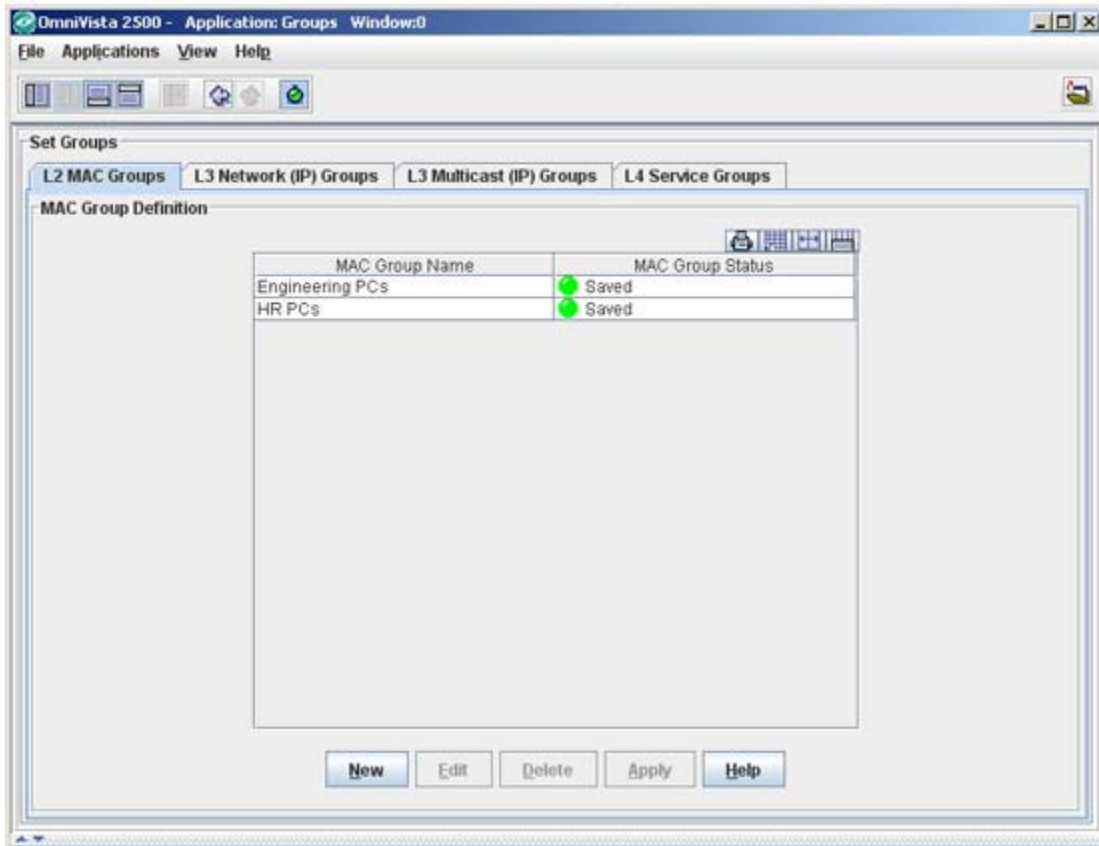 OmniVista 2500 - Application: Groups Window:0
File Applications View Help
Set Groups
L2 MAC Groups L3 Network (IP) Groups L3 Multicast (IP) Groups L4 Service Groups
MAC Group Definition
MAC Group Name MAC Group Status
Engineering PCs Saved
HR PCs Saved
New Edit Delete Apply Help